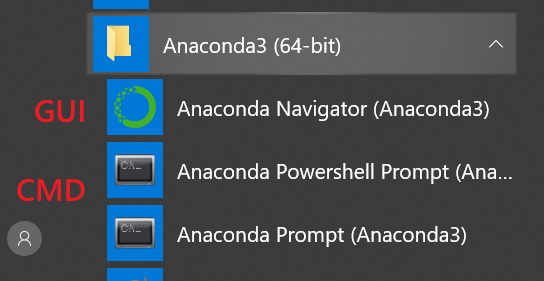 Anaconda3 (64-bit)
GUI Anaconda Navigator (Anaconda3)
Anaconda Powershell Prompt (Ana...
CMD
Anaconda Prompt (Anaconda3)